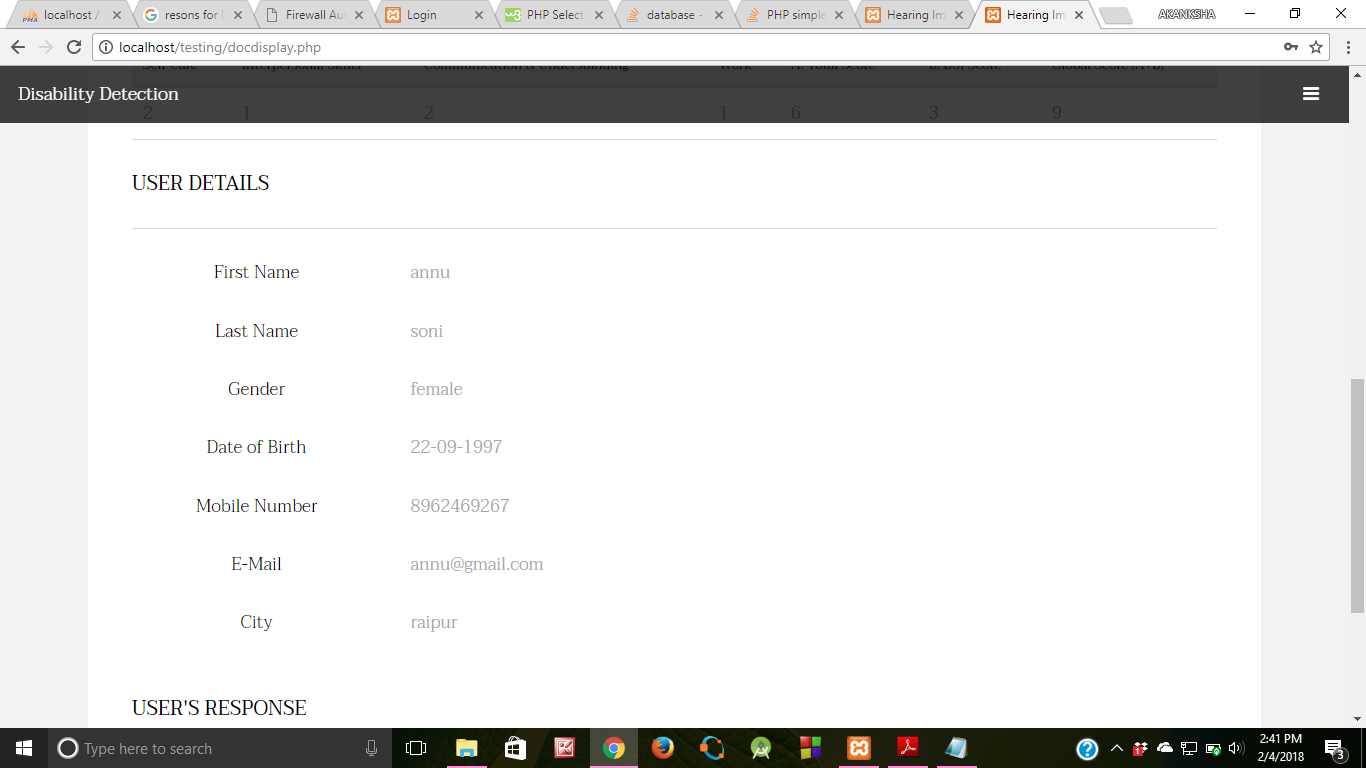 localhost /
resons for
Firewall Au
Login
PHP Select
database -
PHP simple
Hearing Im
Hearing Im
AKANKSHA
localhost/testing/docdisplay.php
Self Care Interpersonal Skills Communication & Understanding Work A. Total Score B. DOI Score Global Score (A+B)
Disability Detection
2 1 2 1 6 3 9
USER DETAILS
First Name annu
Last Name soni
Gender female
Date of Birth 22-09-1997
Mobile Number 8962469267
E-Mail annu@gmail.com
City raipur
USER'S RESPONSE
Type here to search
2:41 PM
2/4/2018
3